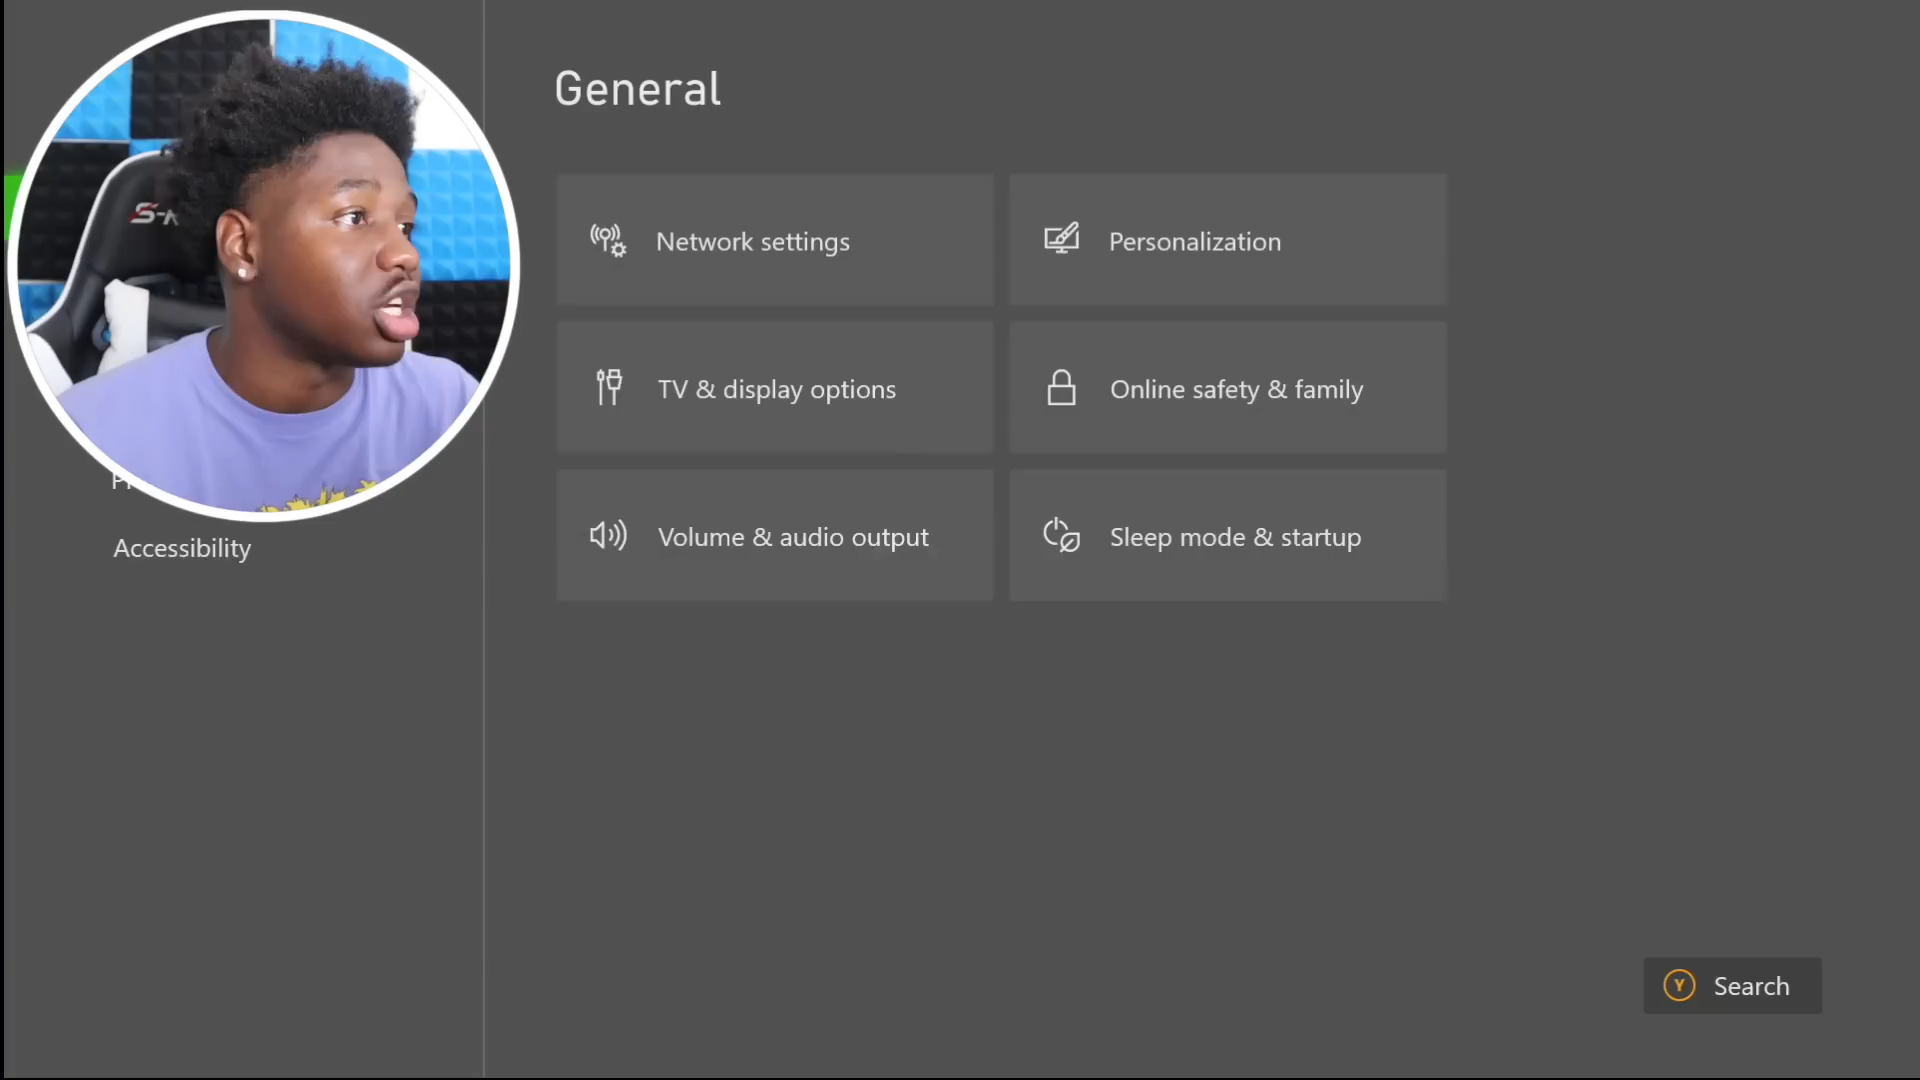 General
Network settings
Personalization
TV & display options
Online safety & family
Volume & audio output
Sleep mode & startup
Accessibility
Y Search